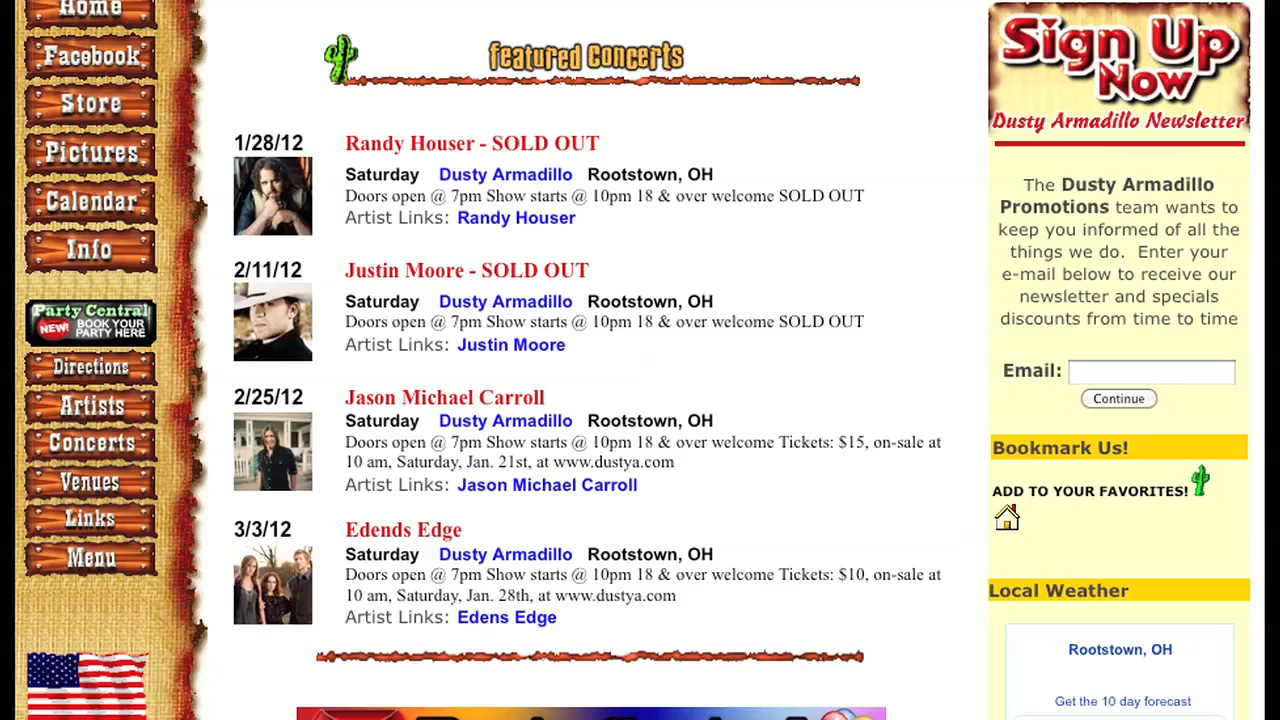 Home
Facebook
Store
Pictures
Calendar
Info
Party Central
NEW! BOOK YOUR
PARTY HERE
Directions
Artists
Concerts
Venues
Links
Menu
featured Concerts
1/28/12 Randy Houser - SOLD OUT
Saturday Dusty Armadillo Rootstown, OH
Doors open @ 7pm Show starts @ 10pm 18 & over welcome SOLD OUT
Artist Links: Randy Houser
2/11/12 Justin Moore - SOLD OUT
Saturday Dusty Armadillo Rootstown, OH
Doors open @ 7pm Show starts @ 10pm 18 & over welcome SOLD OUT
Artist Links: Justin Moore
2/25/12 Jason Michael Carroll
Saturday Dusty Armadillo Rootstown, OH
Doors open @ 7pm Show starts @ 10pm 18 & over welcome Tickets: $15, on-sale at
10 am, Saturday, Jan. 21st, at www.dustya.com
Artist Links: Jason Michael Carroll
3/3/12 Edends Edge
Saturday Dusty Armadillo Rootstown, OH
Doors open @ 7pm Show starts @ 10pm 18 & over welcome Tickets: $10, on-sale at
10 am, Saturday, Jan. 28th, at www.dustya.com
Artist Links: Edens Edge
Sign Up
Now
Dusty Armadillo Newsletter
The Dusty Armadillo
Promotions team wants to
keep you informed of all the
things we do. Enter your
e-mail below to receive our
newsletter and specials
discounts from time to time
Email:
Continue
Bookmark Us!
ADD TO YOUR FAVORITES!
Local Weather
Rootstown, OH
Get the 10 day forecast